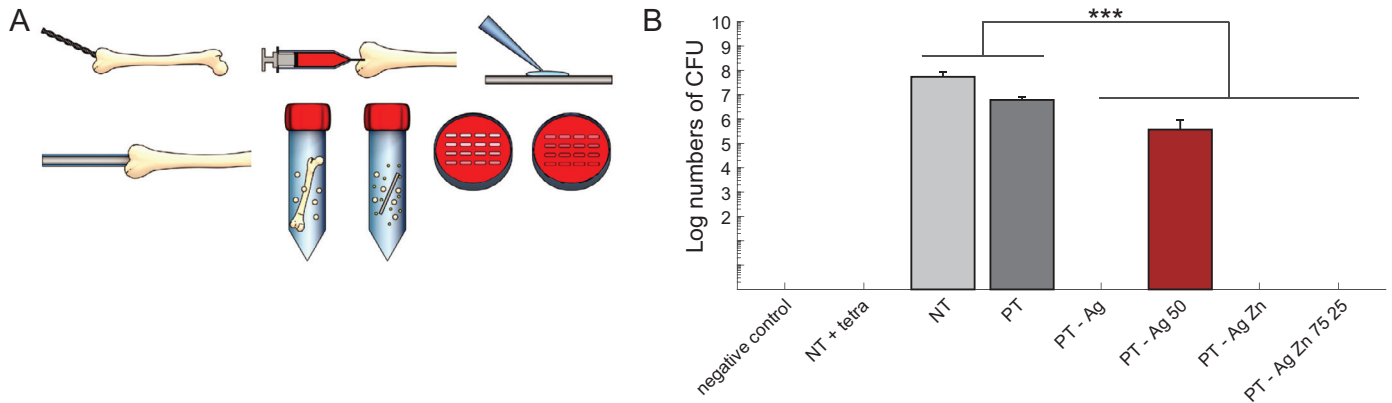 A
B
***
Log numbers of CFU
10
9
8
7
6
5
4
3
2
negative control
NT + tetra
NT
PT
PT - Ag
PT - Ag 50
PT - Ag Zn
PT - Ag Zn 75 25